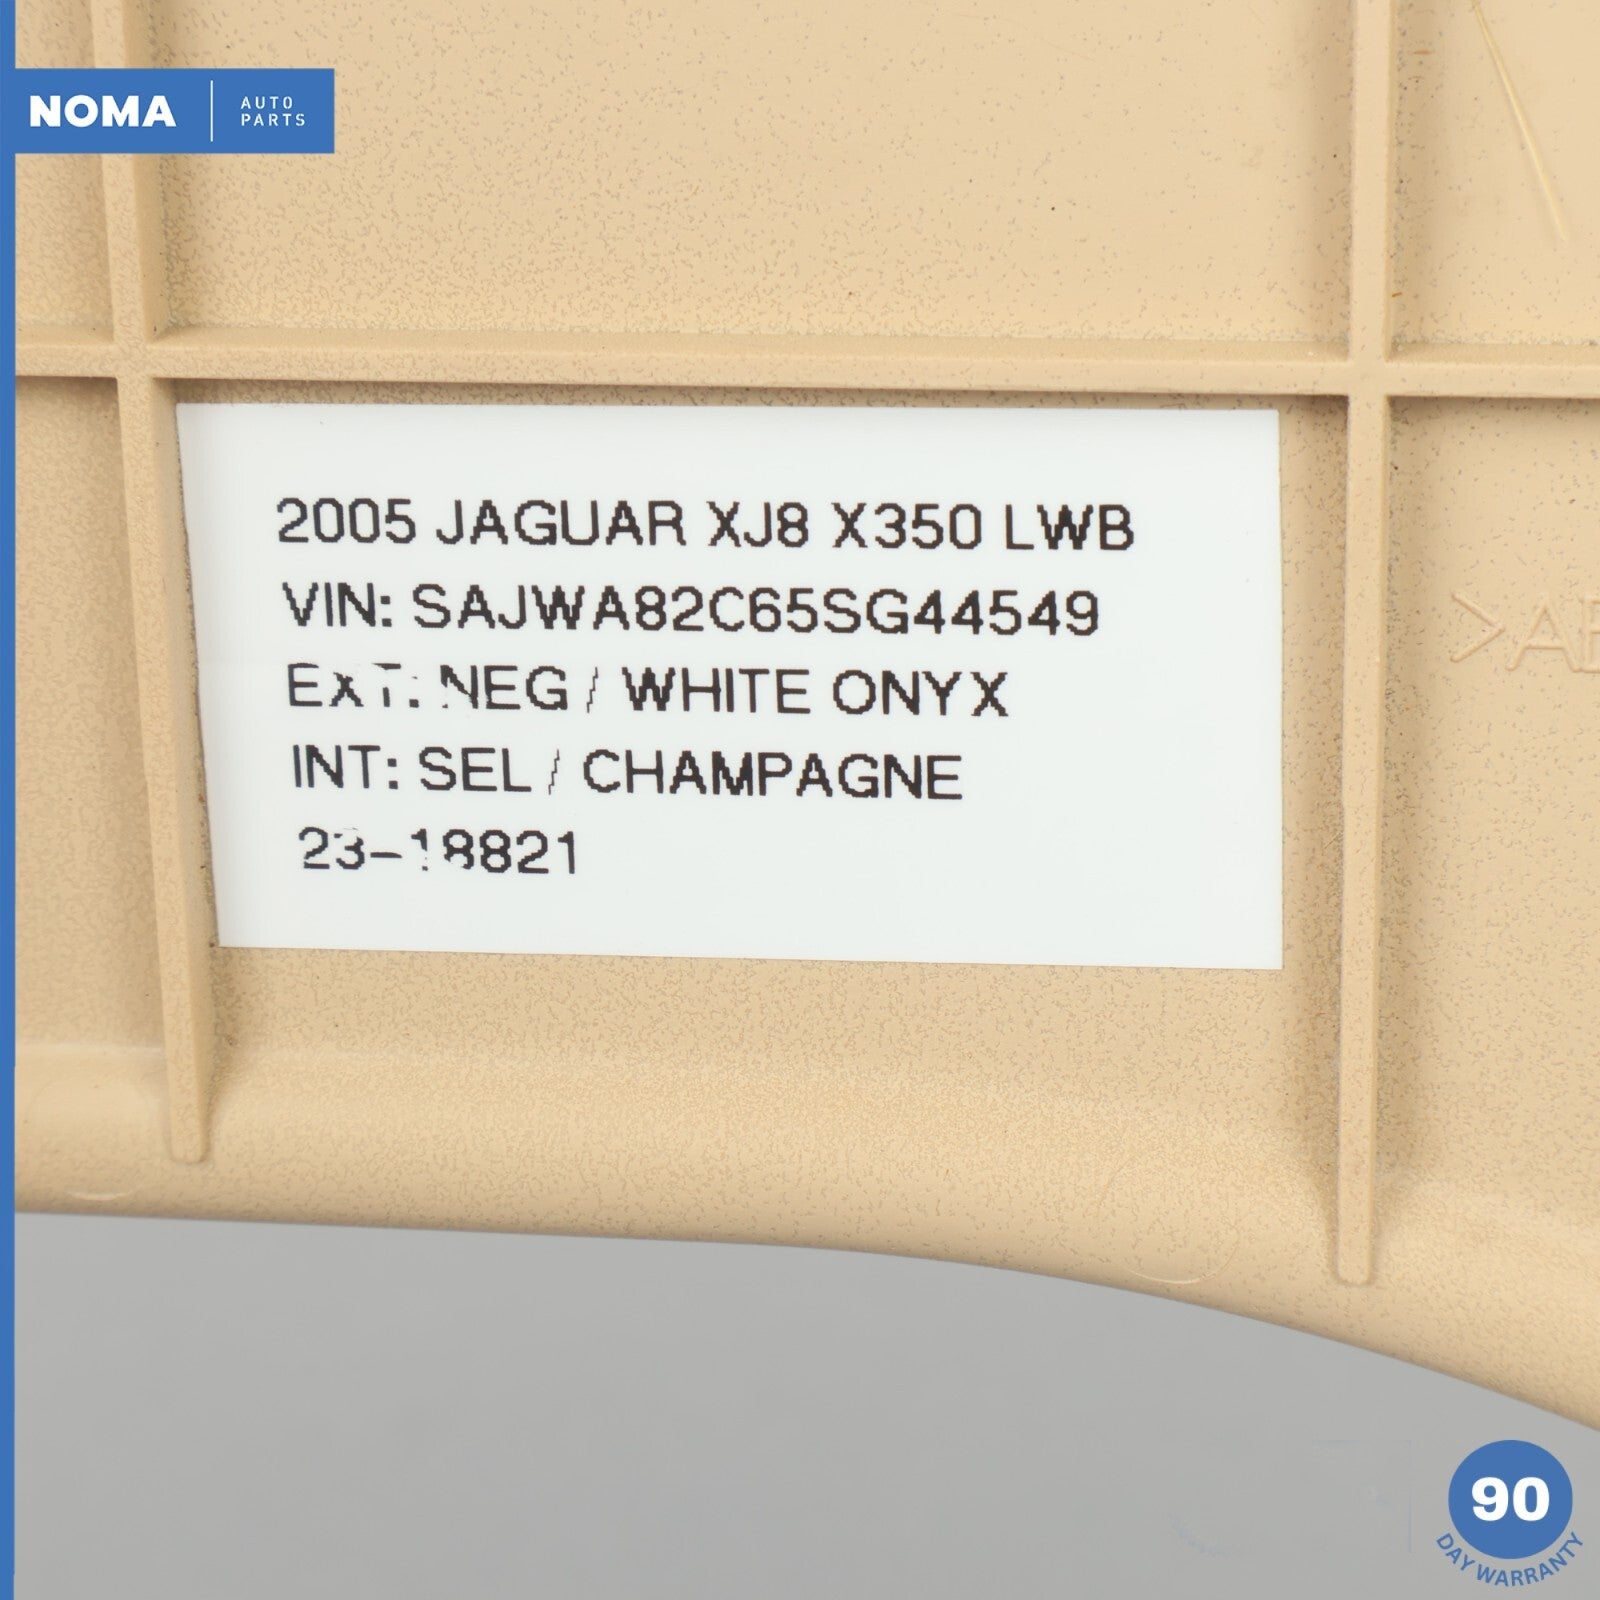 NOMA
AUTO
PARTS
2005 JAGUAR XJ8 X350 LWB
VIN: SAJWA82C65SG44549
EXT: NEG / WHITE ONYX
INT: SEL / CHAMPAGNE
23-18821
90
DAY WARRANTY